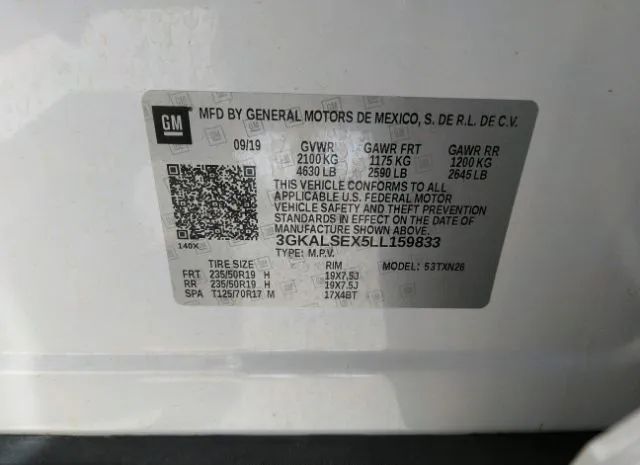 GM
MFD BY GENERAL MOTORS DE MEXICO, S. DE R.L. DE C.V.
09/19 GVWR GAWR FRT GAWR RR
2100 KG 1175 KG 1200 KG
4630 LB 2590 LB 2645 LB
THIS VEHICLE CONFORMS TO ALL
APPLICABLE U.S. FEDERAL MOTOR
VEHICLE SAFETY AND THEFT PREVENTION
STANDARDS IN EFFECT ON THE DATE OF
MANUFACTURE SHOWN ABOVE.
140X 3GKALSEX5LL159833
TYPE: M.P.V.
TIRE SIZE RIM MODEL: 53TXN26
FRT 235/50R19 H 19X7.5J
RR 235/50R19 H 19X7.5J
SPA T125/70R17 M 17X4BT